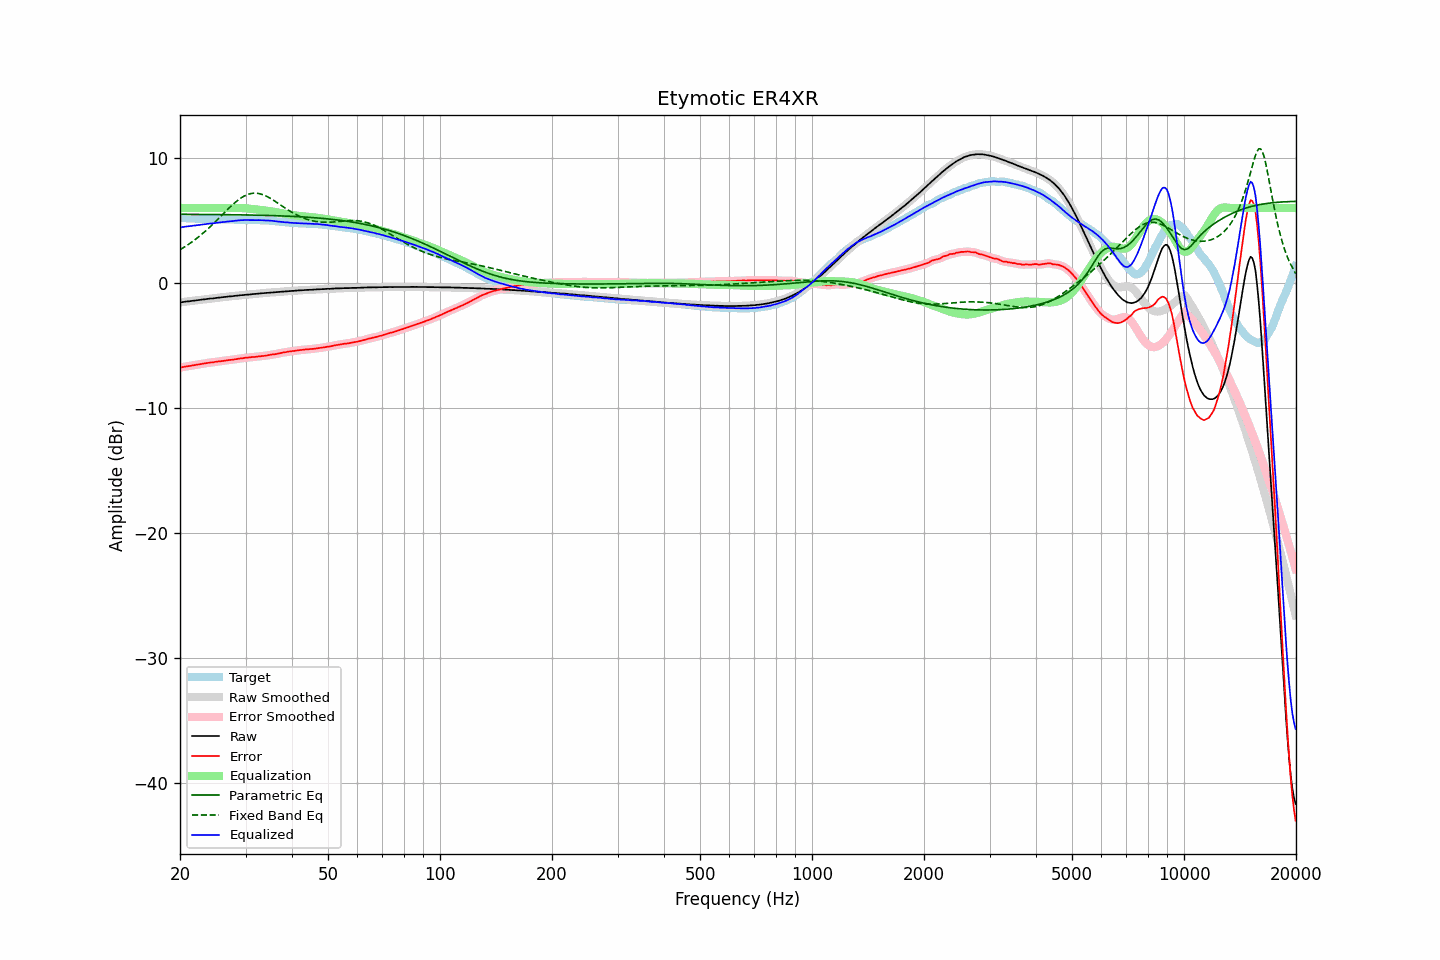 Etymotic ER4XR
Amplitude (dBr)
10
0
−10
−20
−30
−40
Target
Raw Smoothed
Error Smoothed
Raw
Error
Equalization
Parametric Eq
Fixed Band Eq
Equalized
20 50 100 200 500 1000 2000 5000 10000 20000
Frequency (Hz)